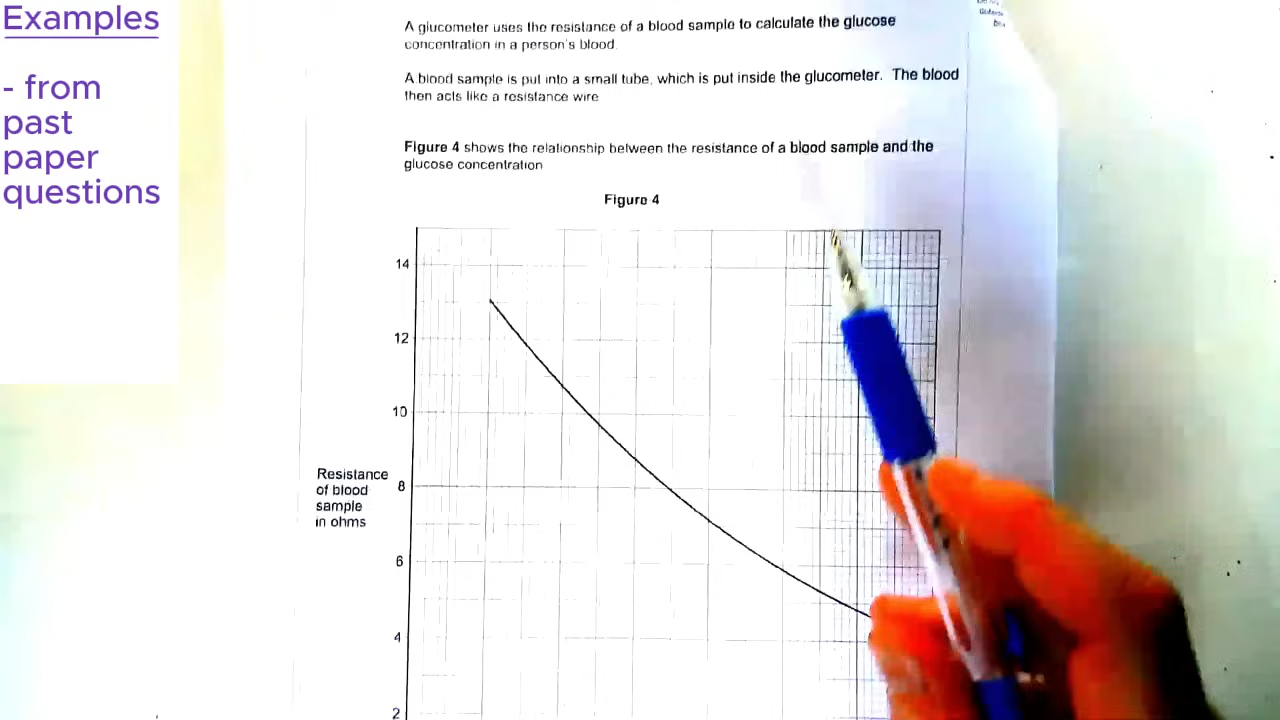 Examples
- from
past
paper
questions
A glucometer uses the resistance of a blood sample to calculate the glucose
concentration in a person's blood.
A blood sample is put into a small tube, which is put inside the glucometer. The blood
then acts like a resistance wire
Figure 4 shows the relationship between the resistance of a blood sample and the
glucose concentration
Figure 4
14
12
10
Resistance
of blood
sample
in ohms
8
6
4
2